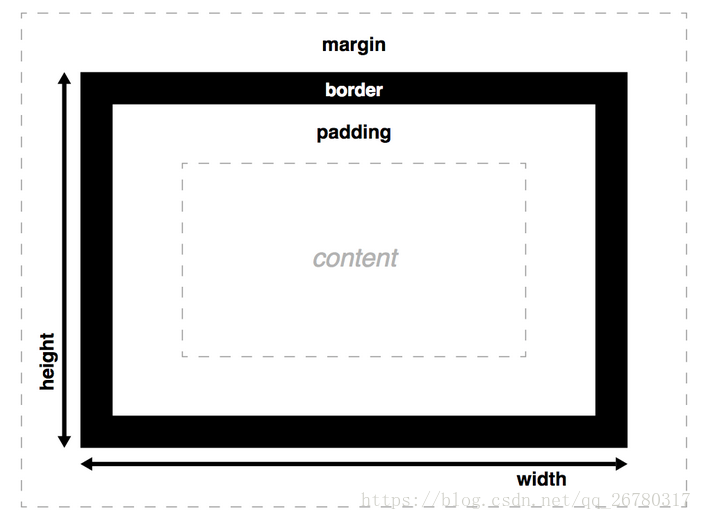 margin
border
padding
content
height
width
https://blog.csdn.net/qq_26780317